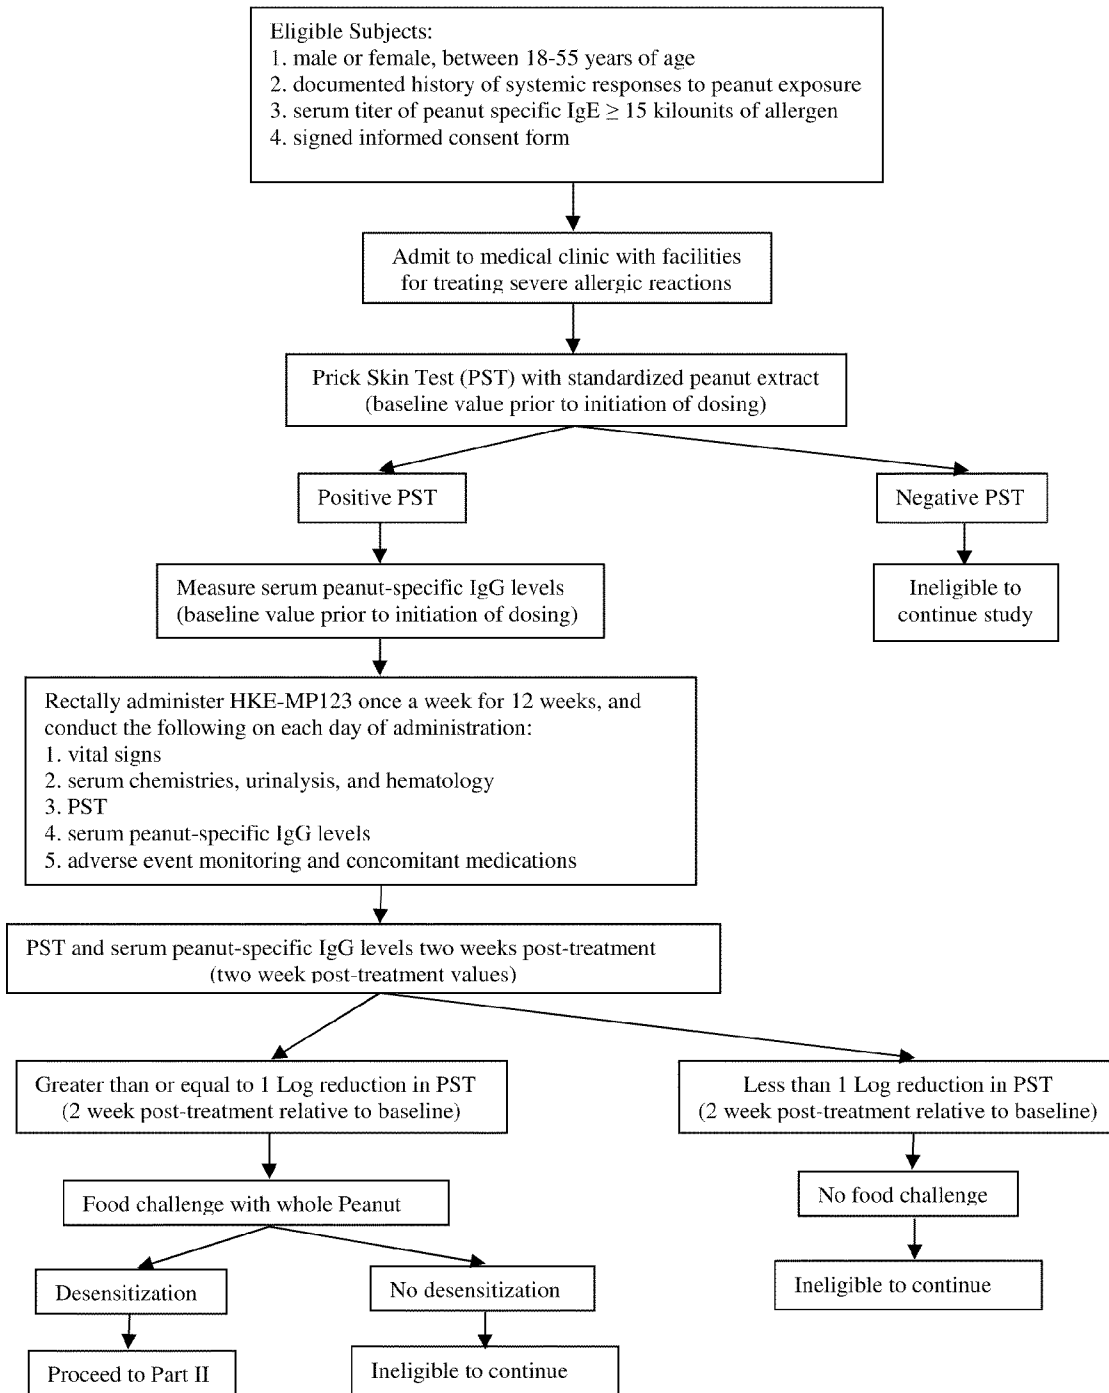 Eligible Subjects:
1. male or female, between 18-55 years of age
2. documented history of systemic responses to peanut exposure
3. serum titer of peanut specific IgE ≥ 15 kilounits of allergen
4. signed informed consent form
Admit to medical clinic with facilities
for treating severe allergic reactions
Prick Skin Test (PST) with standardized peanut extract
(baseline value prior to initiation of dosing)
Positive PST
Negative PST
Measure serum peanut-specific IgG levels
(baseline value prior to initiation of dosing)
Ineligible to
continue study
Rectally administer HKE-MP123 once a week for 12 weeks, and
conduct the following on each day of administration:
1. vital signs
2. serum chemistries, urinalysis, and hematology
3. PST
4. serum peanut-specific IgG levels
5. adverse event monitoring and concomitant medications
PST and serum peanut-specific IgG levels two weeks post-treatment
(two week post-treatment values)
Greater than or equal to 1 Log reduction in PST
(2 week post-treatment relative to baseline)
Less than 1 Log reduction in PST
(2 week post-treatment relative to baseline)
Food challenge with whole Peanut
No food challenge
Desensitization
No desensitization
Ineligible to continue
Proceed to Part II
Ineligible to continue